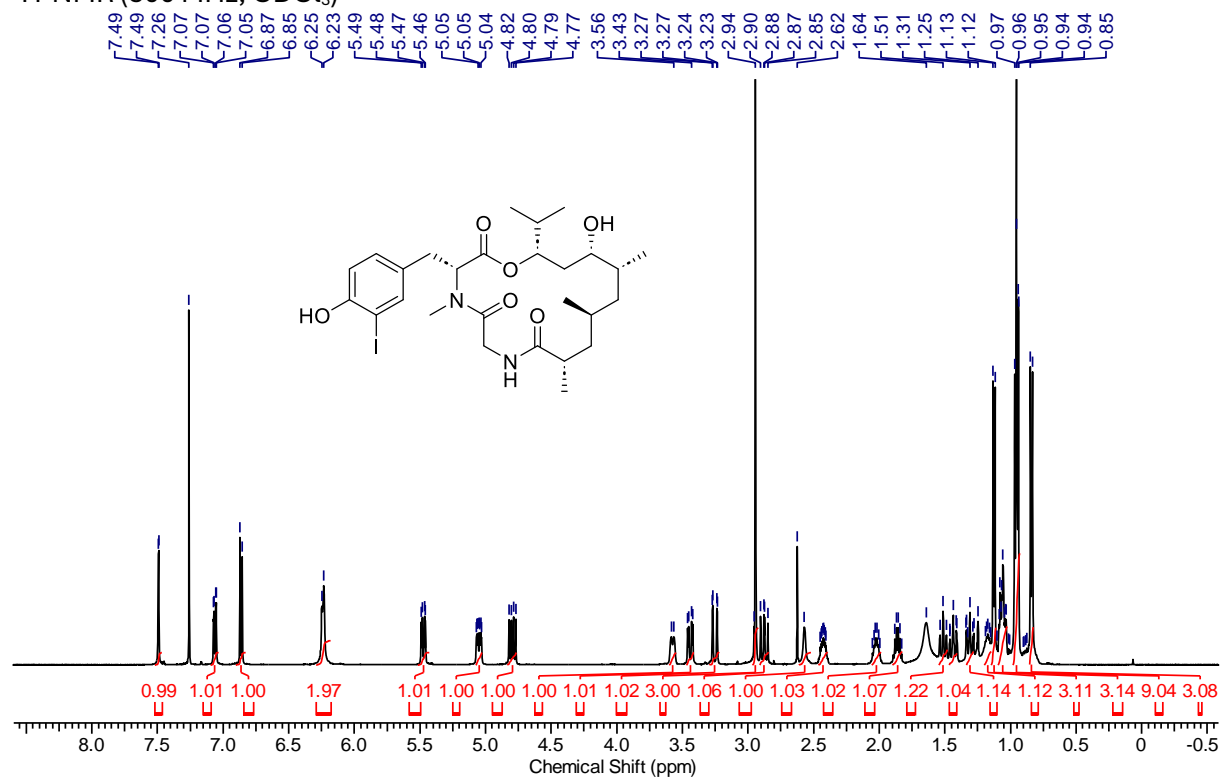 7.49 7.49 7.26 7.07 7.07 7.06 7.05 6.87 6.85 6.25 6.23 5.49 5.48 5.47 5.46 5.05 5.05 5.04 4.82 4.80 4.79 4.77 3.56 3.43 3.27 3.27 3.24 3.23 2.94 2.90 2.88 2.87 2.85 2.62 1.64 1.51 1.31 1.25 1.13 1.12 0.97 0.96 0.95 0.94 0.94 0.85
O
OH
O
N
O
O
HO
I
N
H
0.99 1.01 1.00 1.97 1.01 1.00 1.00 1.00 1.01 1.02 3.00 1.06 1.00 1.03 1.02 1.07 1.22 1.04 1.14 1.12 3.11 3.14 9.04 3.08
8.0 7.5 7.0 6.5 6.0 5.5 5.0 4.5 4.0 3.5 3.0 2.5 2.0 1.5 1.0 0.5 0 -0.5
Chemical Shift (ppm)